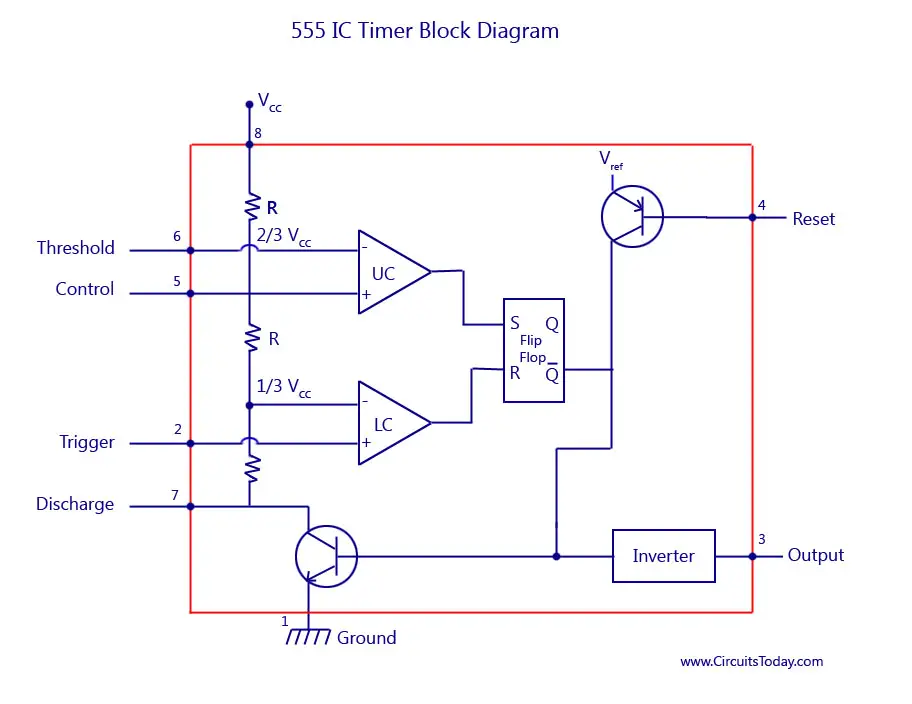 555 IC Timer Block Diagram
Vcc
8
Vref
R
4
Reset
6
2/3 Vcc
Threshold
-
UC
5
Control
+
S Q
Flip
Flop
R Q̅
R
1/3 Vcc
-
LC
2
Trigger
+
7
Discharge
3
Inverter
Output
1
Ground
www.CircuitsToday.com